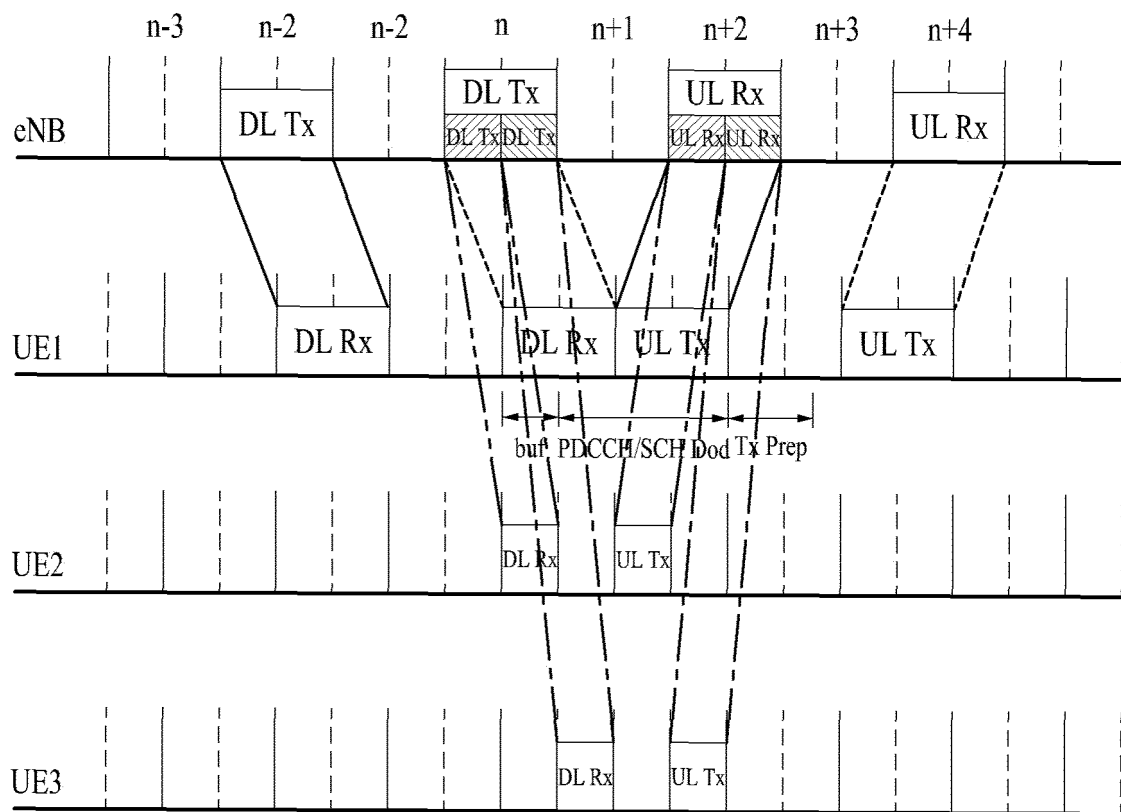 n-3 n-2 n-2 n n+1 n+2 n+3 n+4
DL Tx UL Rx
eNB DL Tx DL Tx DL Tx UL Rx UL Rx UL Rx
UE1 DL Rx DL Rx UL Tx UL Tx
buf PDCCH/SCH Dod Tx Prep
UE2 DL Rx UL Tx
UE3 DL Rx UL Tx